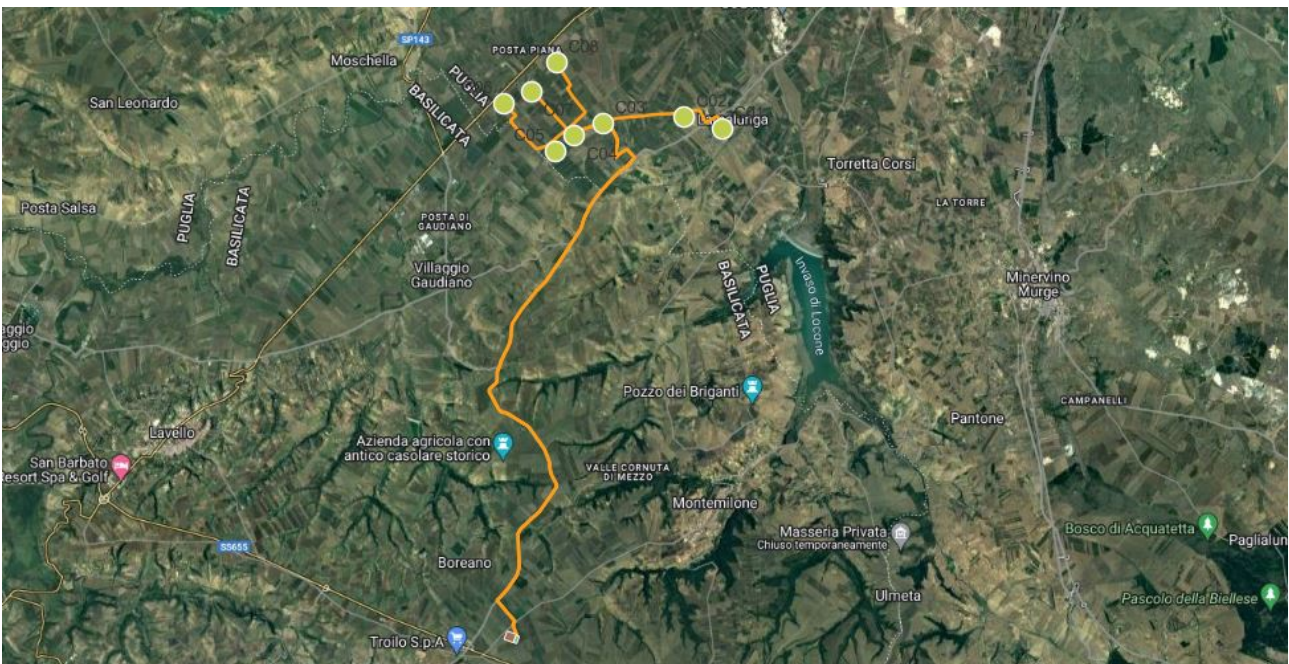 SP143
POSTA PIANA
C08
Moschella
PUGLIA
BASILICATA
San Leonardo
C02
C03
C05
C04
Torretta Corsi
LA TORRE
Posta Salsa
PUGLIA
BASILICATA
POSTA DI
GAUDIANO
Villaggio
Gaudiano
BASILICATA
PUGLIA
Invaso di Locone
Minervino
Murge
aggio
ggio
Pozzo dei Briganti
CAMPANELLI
Pantone
Lavello
Azienda agricola con
antico casolare storico
San Barbato
Resort Spa & Golf
VALLE CORNUTA
DI MEZZO
Montemilone
Masseria Privata
Chiuso temporaneamente
Bosco di Acquatetta
Paglialun
SS655
Boreano
Ulmeta
Pascolo della Biellese
Troilo S.p.A